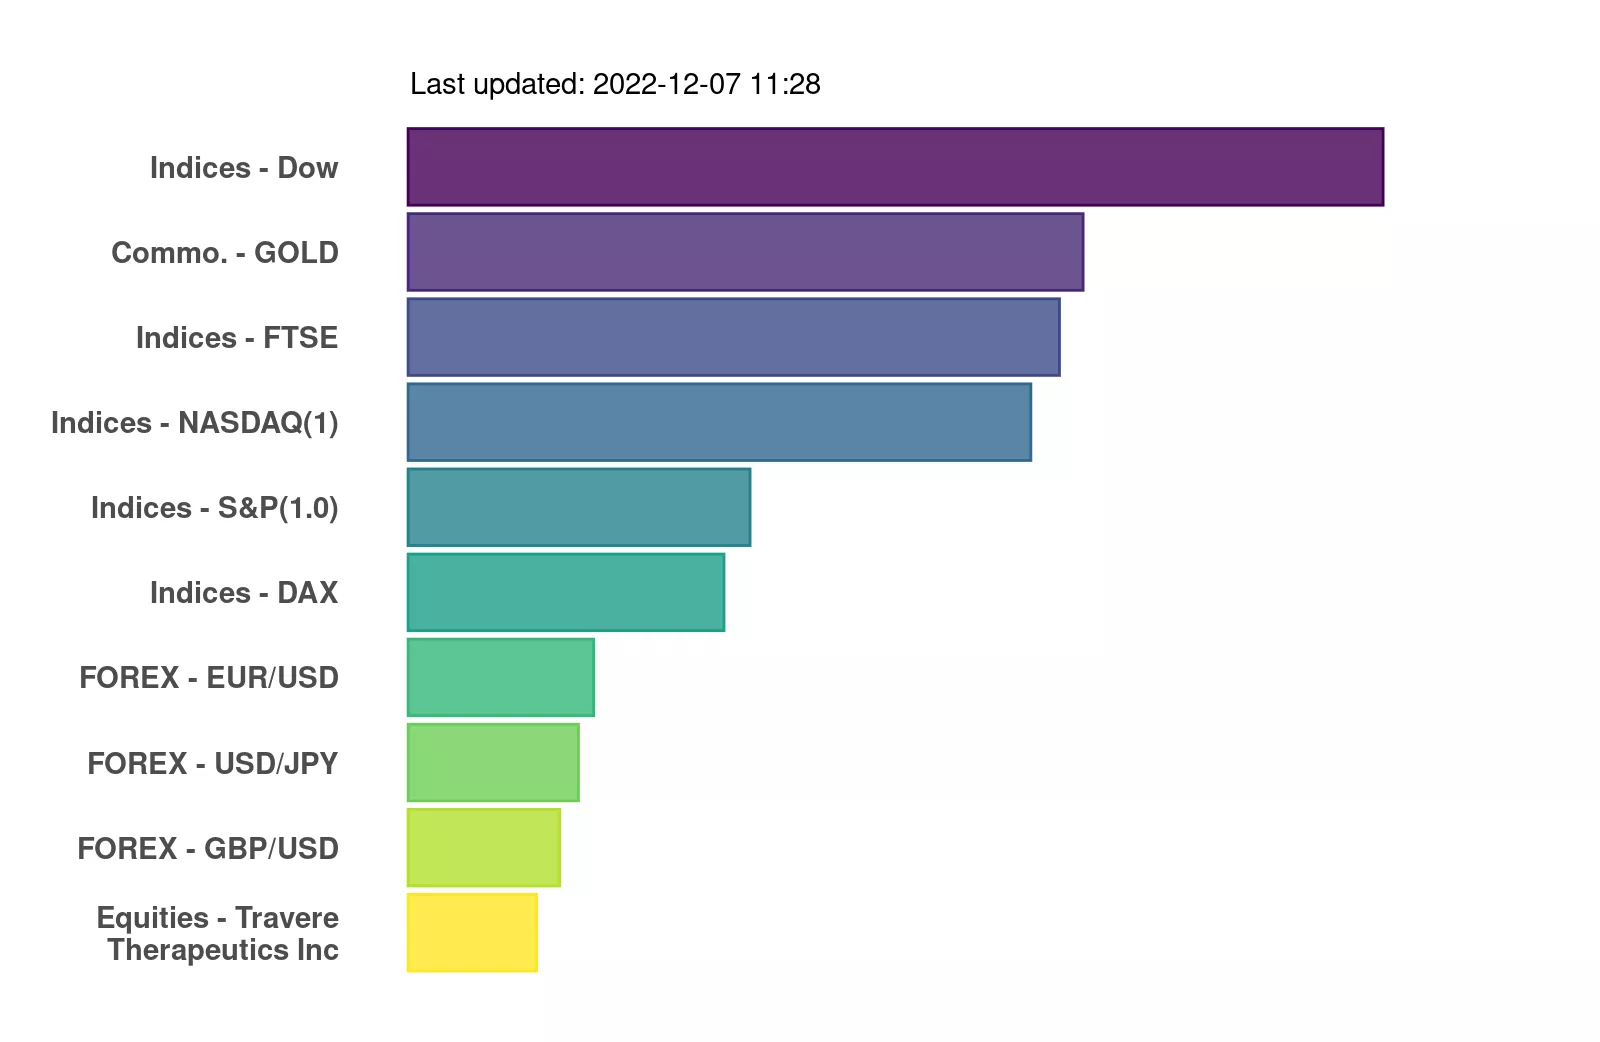 Last updated: 2022-12-07 11:28
Indices - Dow
Commo. - GOLD
Indices - FTSE
Indices - NASDAQ(1)
Indices - S&P(1.0)
Indices - DAX
FOREX - EUR/USD
FOREX - USD/JPY
FOREX - GBP/USD
Equities - Travere
Therapeutics Inc